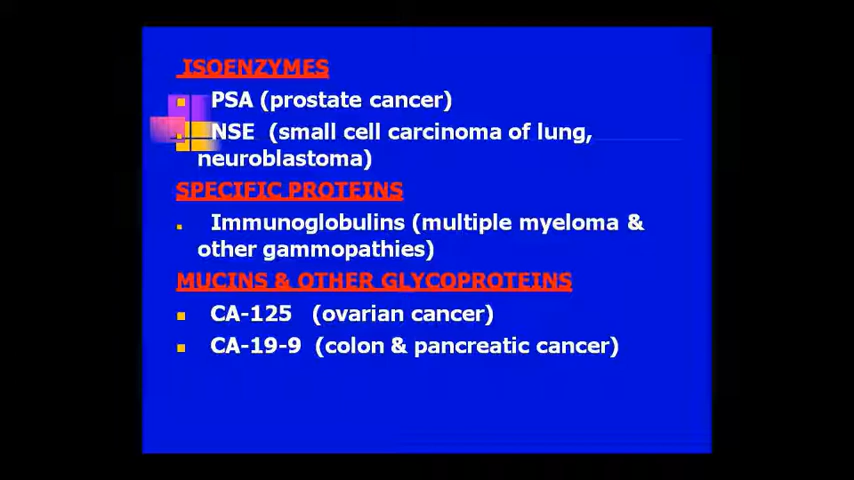 ISOENZYMES
PSA (prostate cancer)
NSE (small cell carcinoma of lung,
neuroblastoma)
SPECIFIC PROTEINS
Immunoglobulins (multiple myeloma &
other gammopathies)
MUCINS & OTHER GLYCOPROTEINS
CA-125 (ovarian cancer)
CA-19-9 (colon & pancreatic cancer)